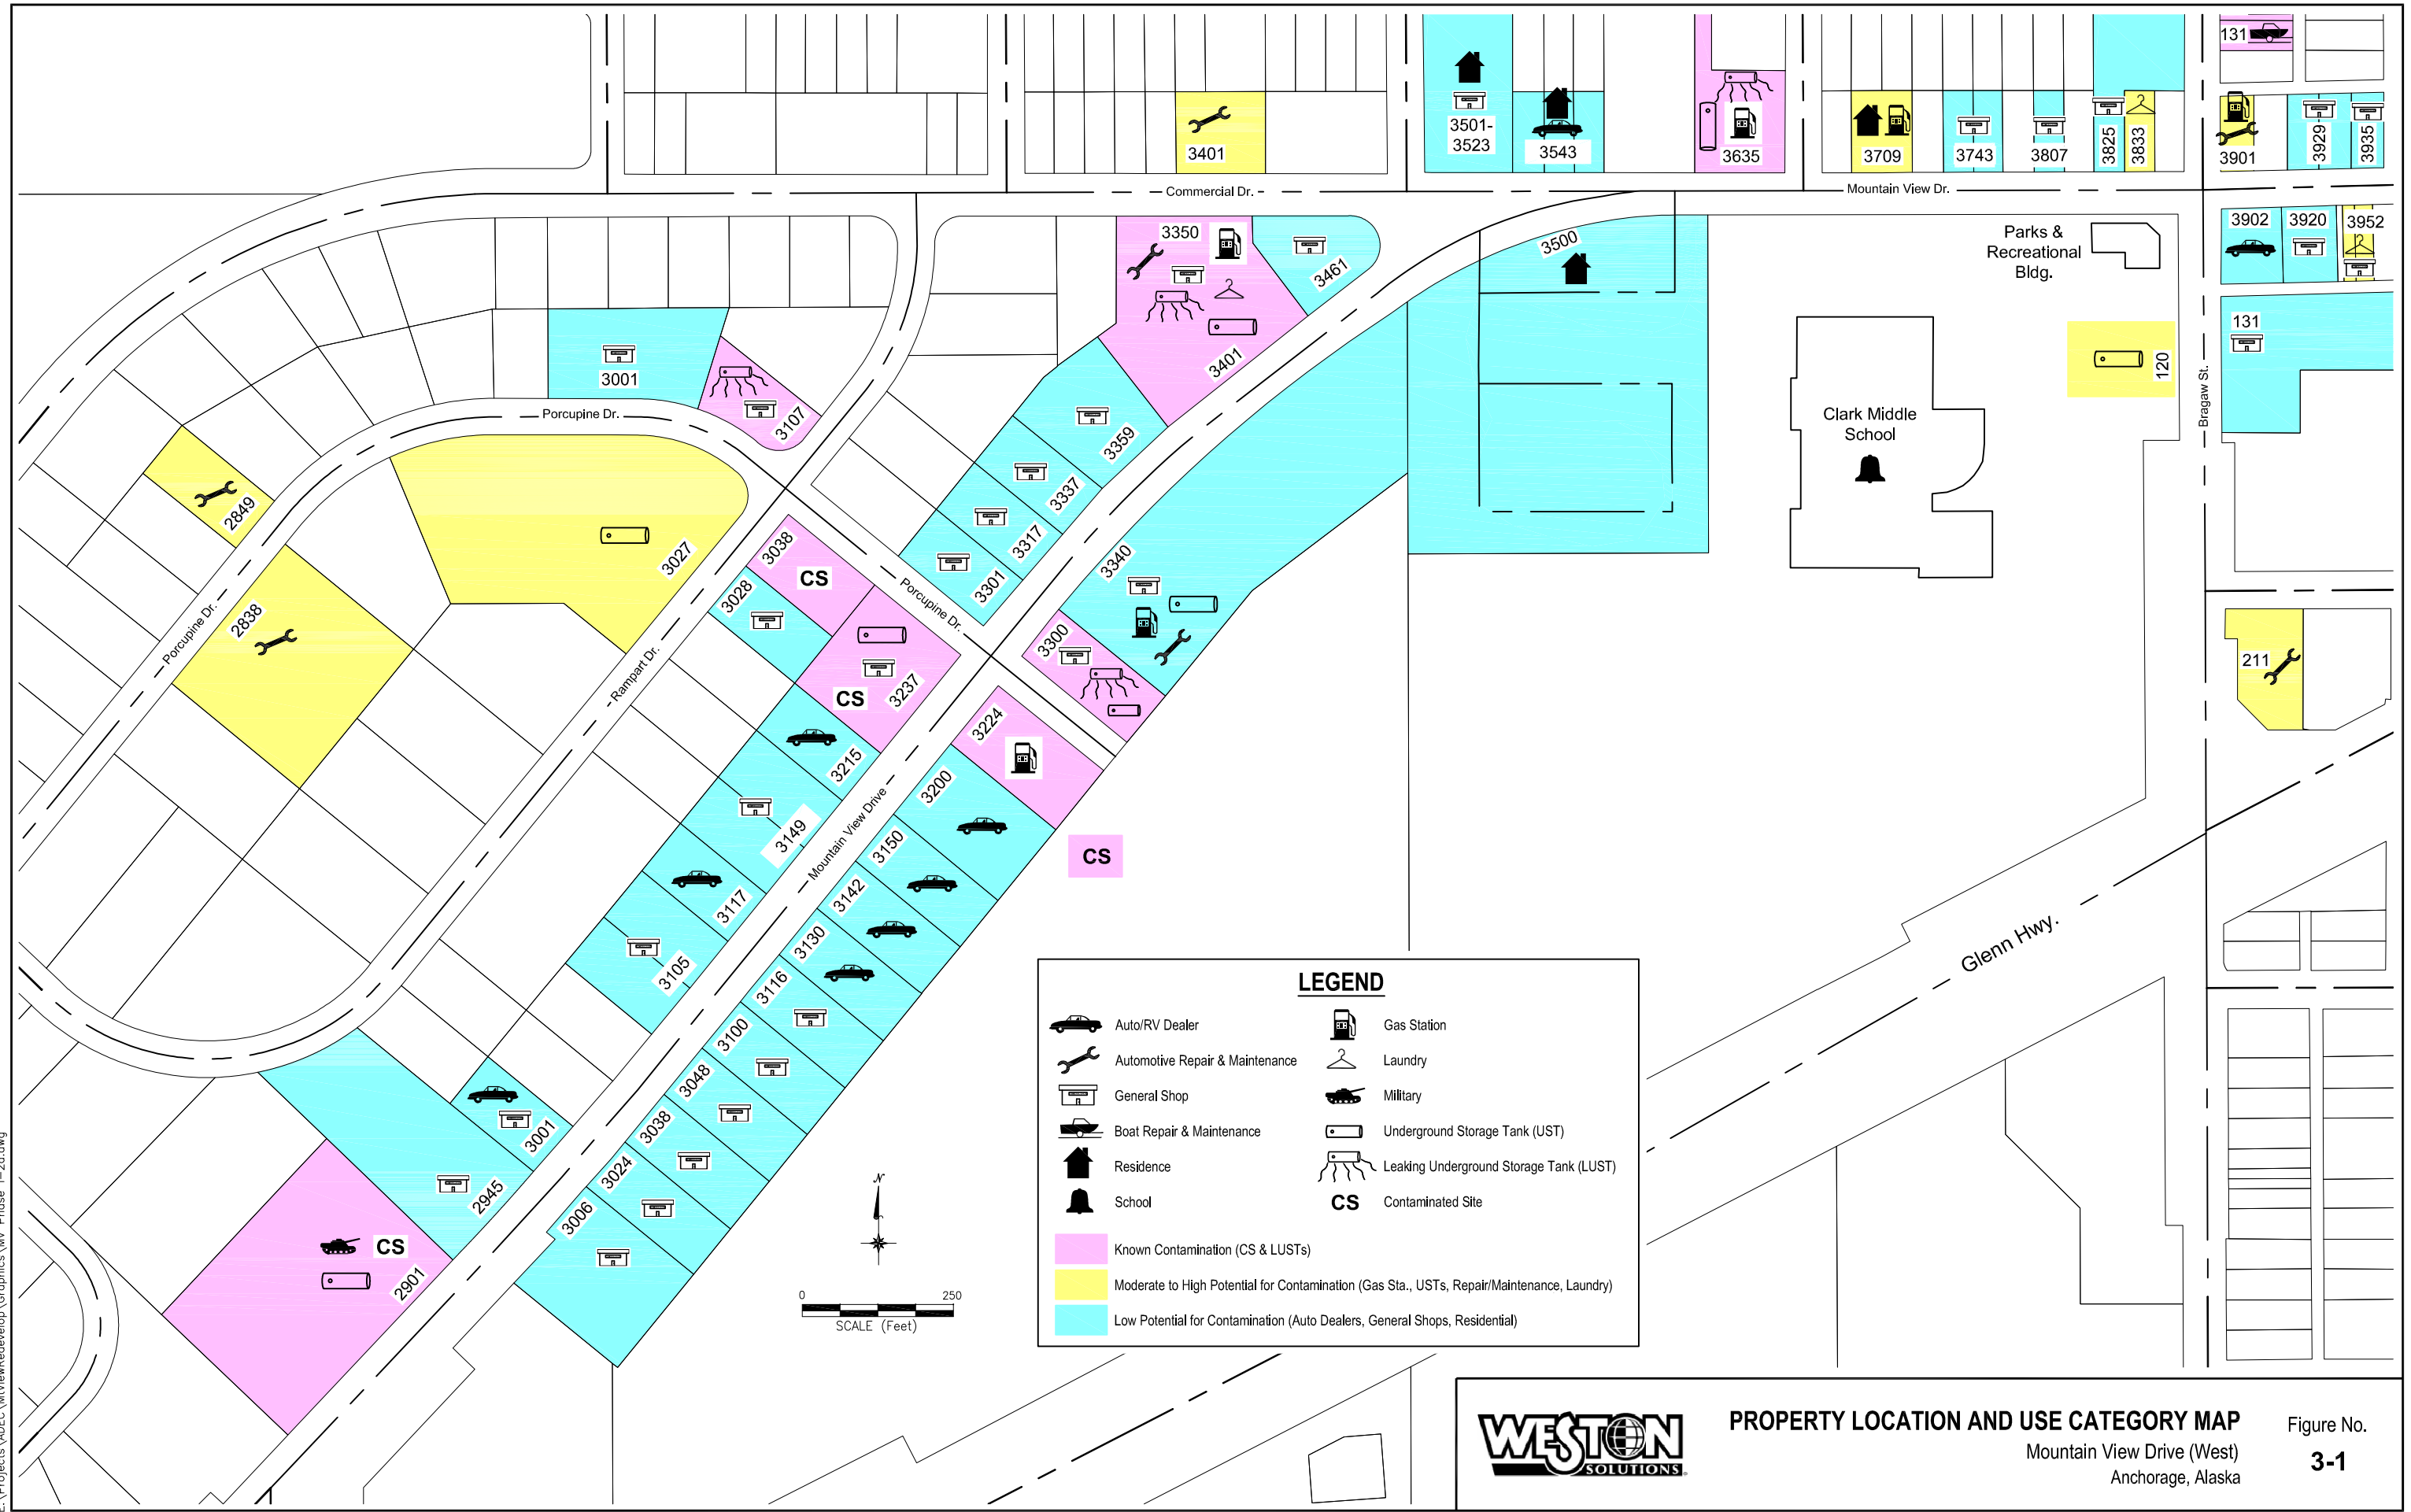 131
3501-
3523
3543
3401
3635
3709
3743
3807
3825
3833
3901
3929
3935
Commercial Dr.
Mountain View Dr.
3350
3461
3500
Parks &
Recreational
Bldg.
3902
3920
3952
131
120
Bragaw St.
3401
3001
3107
Porcupine Dr.
3359
3337
3317
3301
Clark Middle
School
2849
3027
3038
CS
3028
Porcupine Dr.
3340
3300
2838
Porcupine Dr.
Rampart Dr.
CS
3237
3224
211
3215
3200
3149
Mountain View Drive
3150
CS
3117
3142
3105
3130
3116
3100
3048
3038
3024
3006
3001
2945
CS
2901
Glenn Hwy.
LEGEND
Auto/RV Dealer
Gas Station
Automotive Repair & Maintenance
Laundry
General Shop
Military
Boat Repair & Maintenance
Underground Storage Tank (UST)
Residence
Leaking Underground Storage Tank (LUST)
School
CS Contaminated Site
Known Contamination (CS & LUSTs)
Moderate to High Potential for Contamination (Gas Sta., USTs, Repair/Maintenance, Laundry)
Low Potential for Contamination (Auto Dealers, General Shops, Residential)
N
0 250
SCALE (Feet)
WESTON
SOLUTIONS
PROPERTY LOCATION AND USE CATEGORY MAP
Mountain View Drive (West)
Anchorage, Alaska
Figure No.
3-1